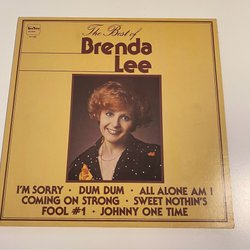 The Best of
Brenda
Lee
I'M SORRY · DUM DUM · ALL ALONE AM I
COMING ON STRONG · SWEET NOTHIN'S
FOOL #1 · JOHNNY ONE TIME